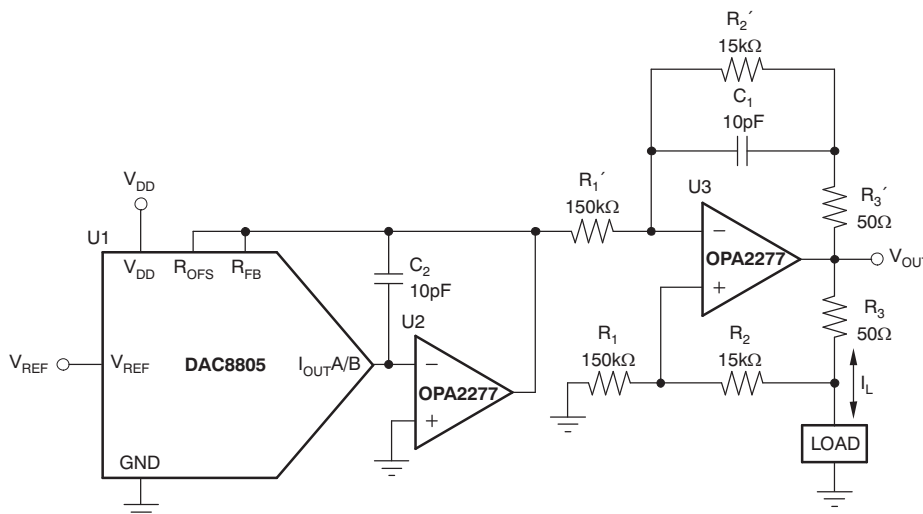 R2´
15kΩ
C1
10pF
VDD
U1
VDD
ROFS
RFB
C2
10pF
R1´
150kΩ
U3
R3´
50Ω
−
OPA2277
+
VOUT
U2
VREF
VREF
DAC8805
IOUTA/B
−
OPA2277
+
R1
150kΩ
R2
15kΩ
R3
50Ω
IL
LOAD
GND